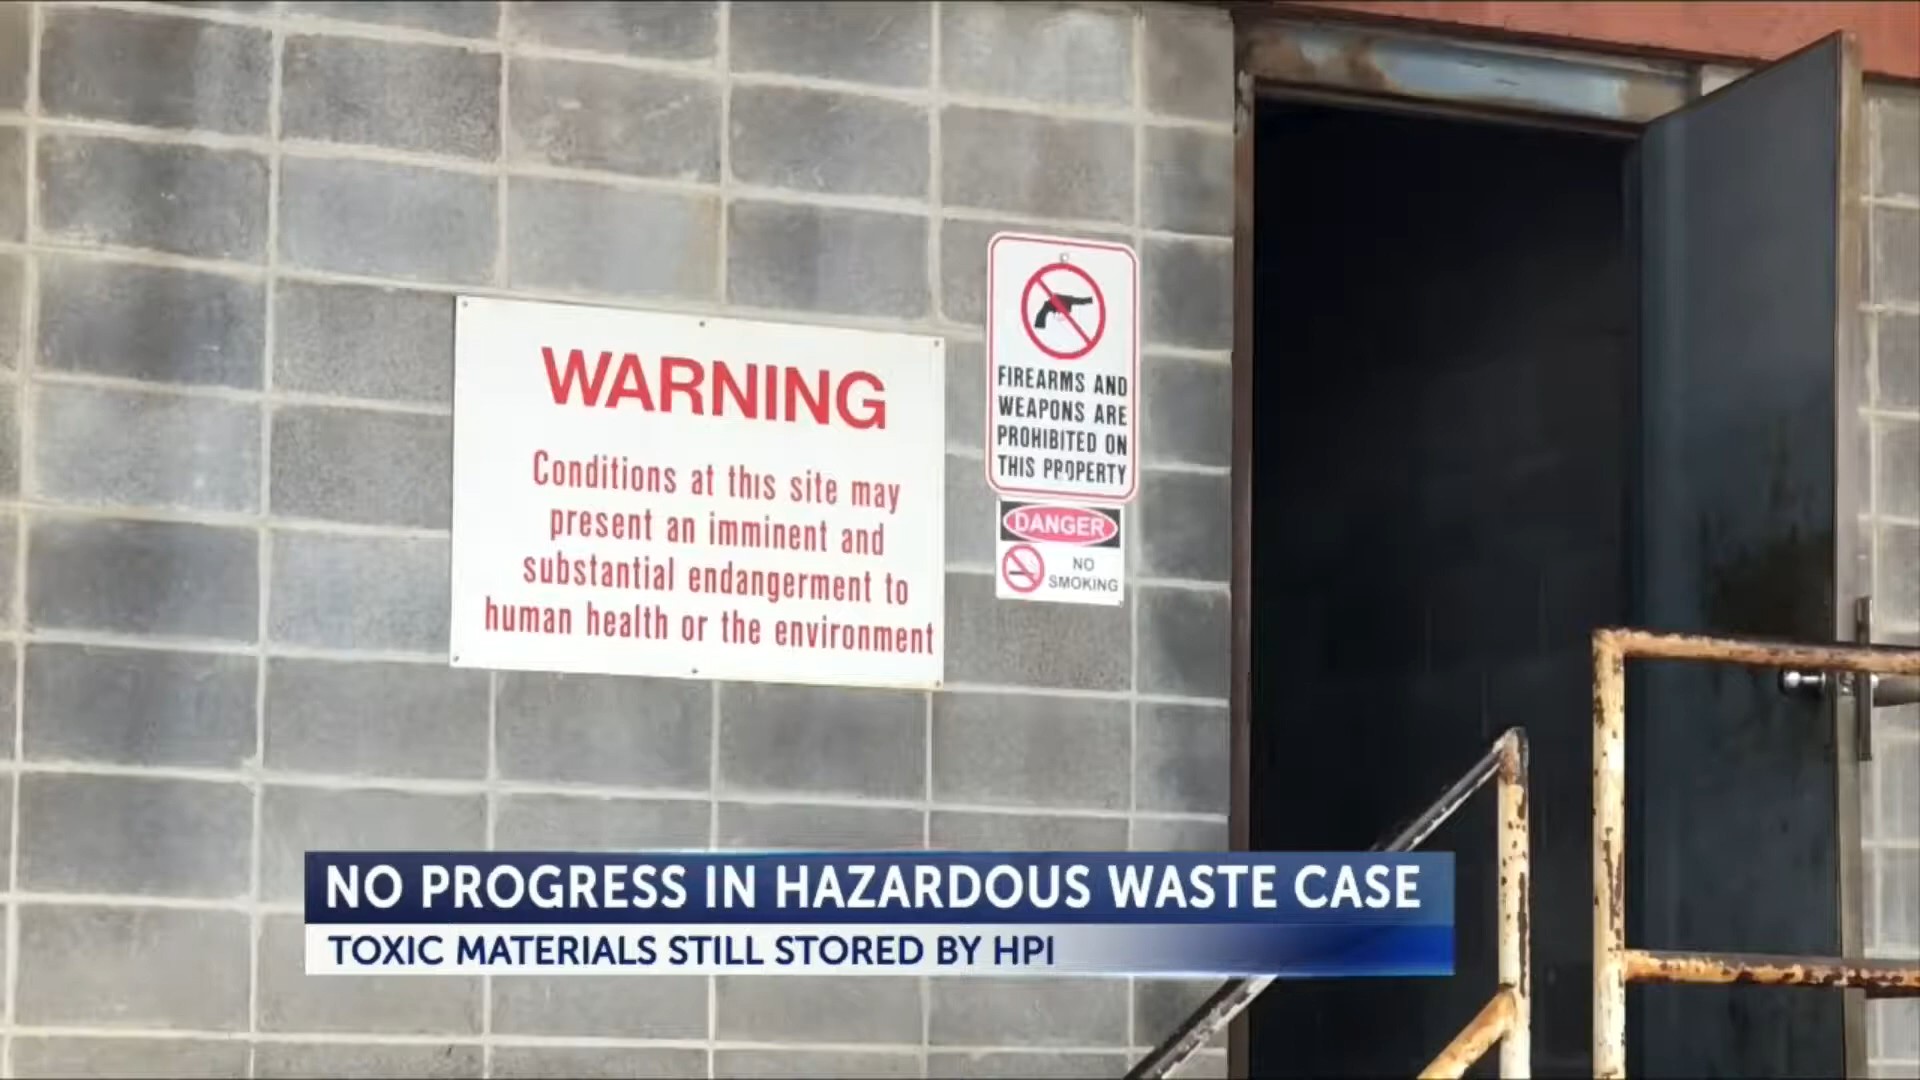 WARNING
Conditions at this site may
present an imminent and
substantial endangerment to
human health or the environment
FIREARMS AND
WEAPONS ARE
PROHIBITED ON
THIS PROPERTY
DANGER
NO
SMOKING
NO PROGRESS IN HAZARDOUS WASTE CASE
TOXIC MATERIALS STILL STORED BY HPI